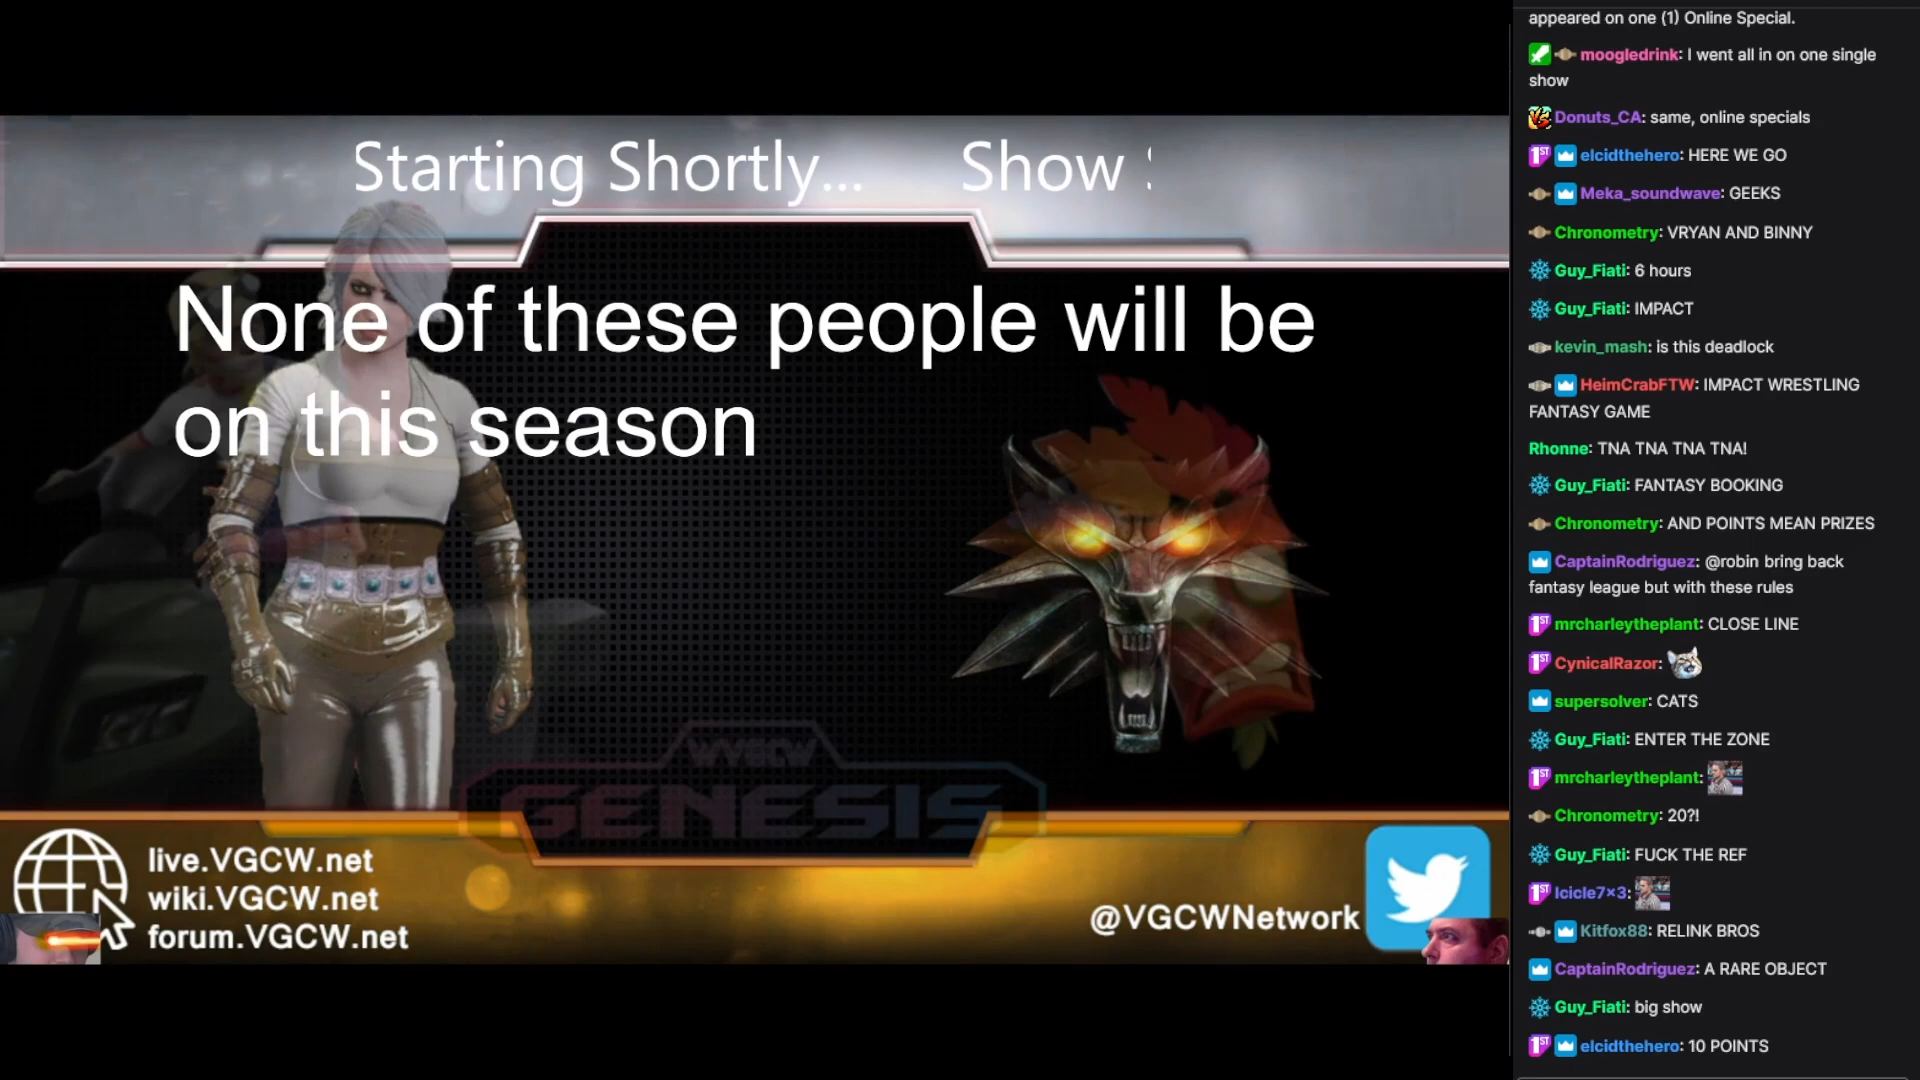 Starting Shortly... Show
None of these people will be
on this season
WVGCW
GENESIS
live.VGCW.net
wiki.VGCW.net
forum.VGCW.net
@VGCWNetwork
appeared on one (1) Online Special.
moogledrink: I went all in on one single
show
Donuts_CA: same, online specials
elcidthehero: HERE WE GO
Meka_soundwave: GEEKS
Chronometry: VRYAN AND BINNY
Guy_Fiati: 6 hours
Guy_Fiati: IMPACT
kevin_mash: is this deadlock
HeimCrabFTW: IMPACT WRESTLING
FANTASY GAME
Rhonne: TNA TNA TNA TNA!
Guy_Fiati: FANTASY BOOKING
Chronometry: AND POINTS MEAN PRIZES
CaptainRodriguez: @robin bring back
fantasy league but with these rules
mrcharleytheplant: CLOSE LINE
CynicalRazor:
supersolver: CATS
Guy_Fiati: ENTER THE ZONE
mrcharleytheplant:
Chronometry: 20?!
Guy_Fiati: FUCK THE REF
Icicle7x3:
Kitfox88: RELINK BROS
CaptainRodriguez: A RARE OBJECT
Guy_Fiati: big show
elcidthehero: 10 POINTS